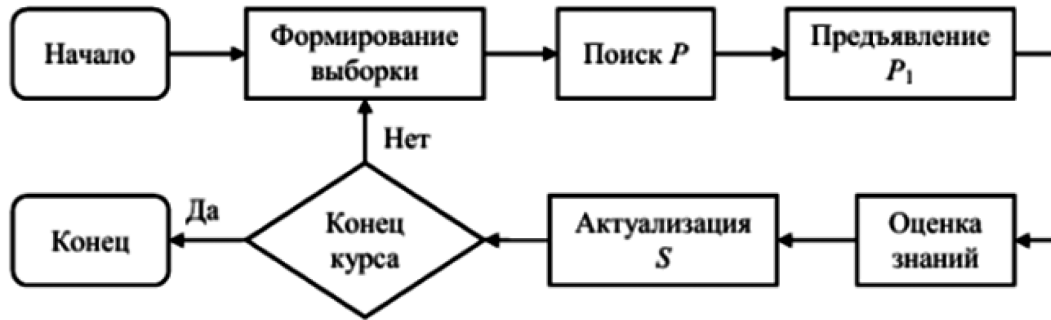 Начало
Формирование
выборки
Поиск P
Предъявление
P₁
Нет
Да
Конец
Конец
курса
Актуализация
S
Оценка
знаний